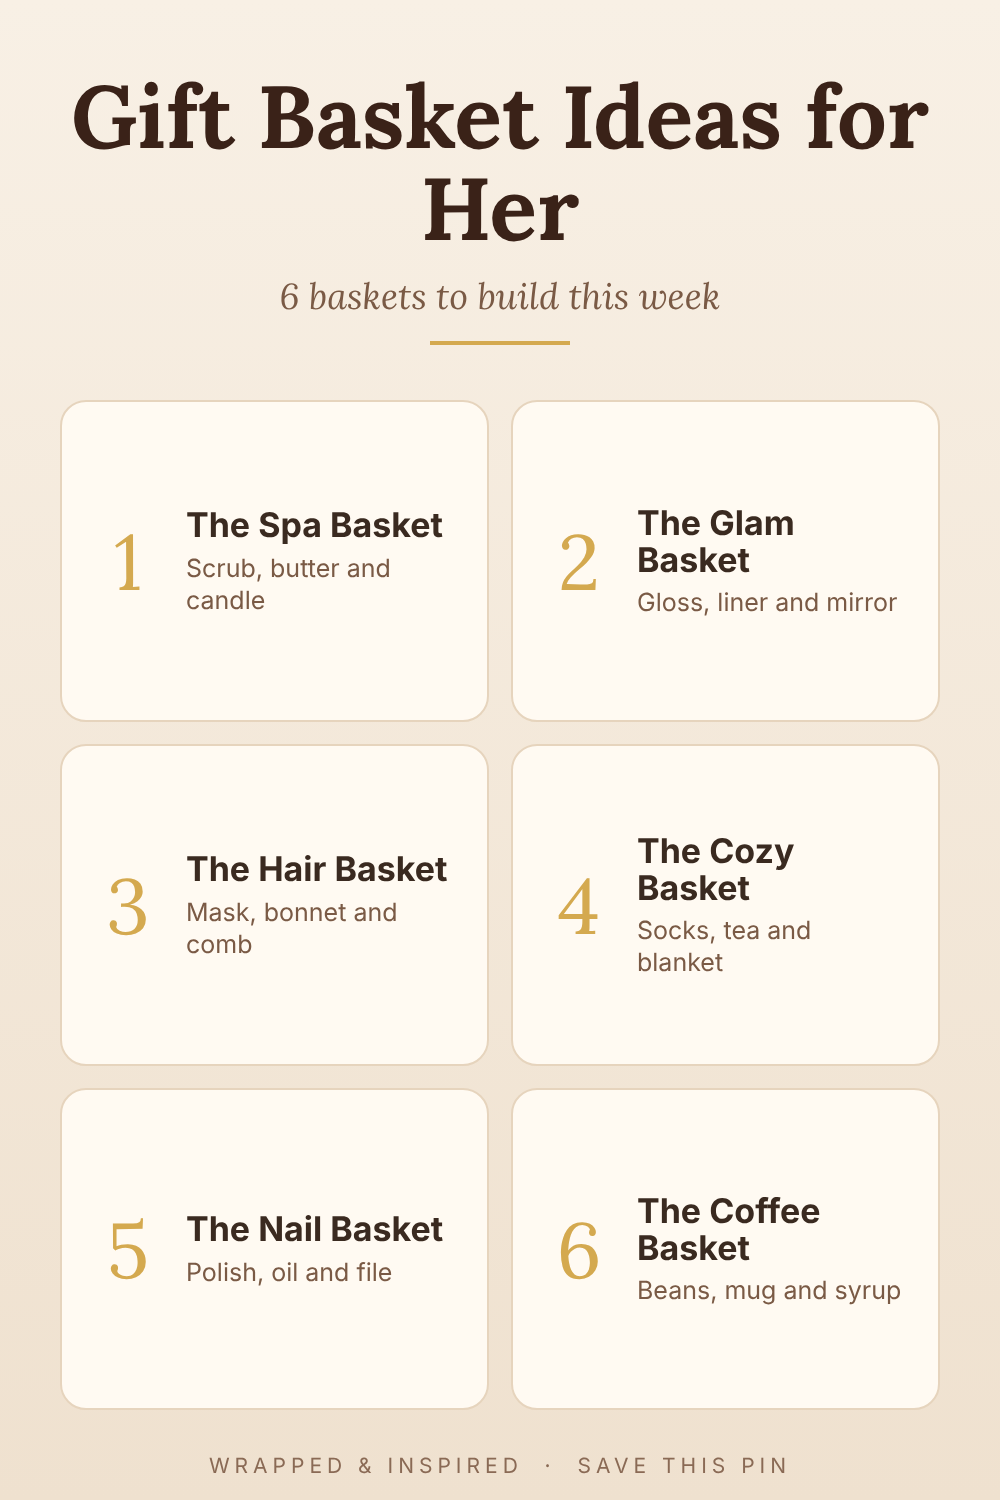 Gift Basket Ideas for
Her
6 baskets to build this week
1
The Spa Basket
Scrub, butter and
candle
2
The Glam
Basket
Gloss, liner and mirror
3
The Hair Basket
Mask, bonnet and
comb
4
The Cozy
Basket
Socks, tea and
blanket
5
The Nail Basket
Polish, oil and file
6
The Coffee
Basket
Beans, mug and syrup
WRAPPED & INSPIRED · SAVE THIS PIN